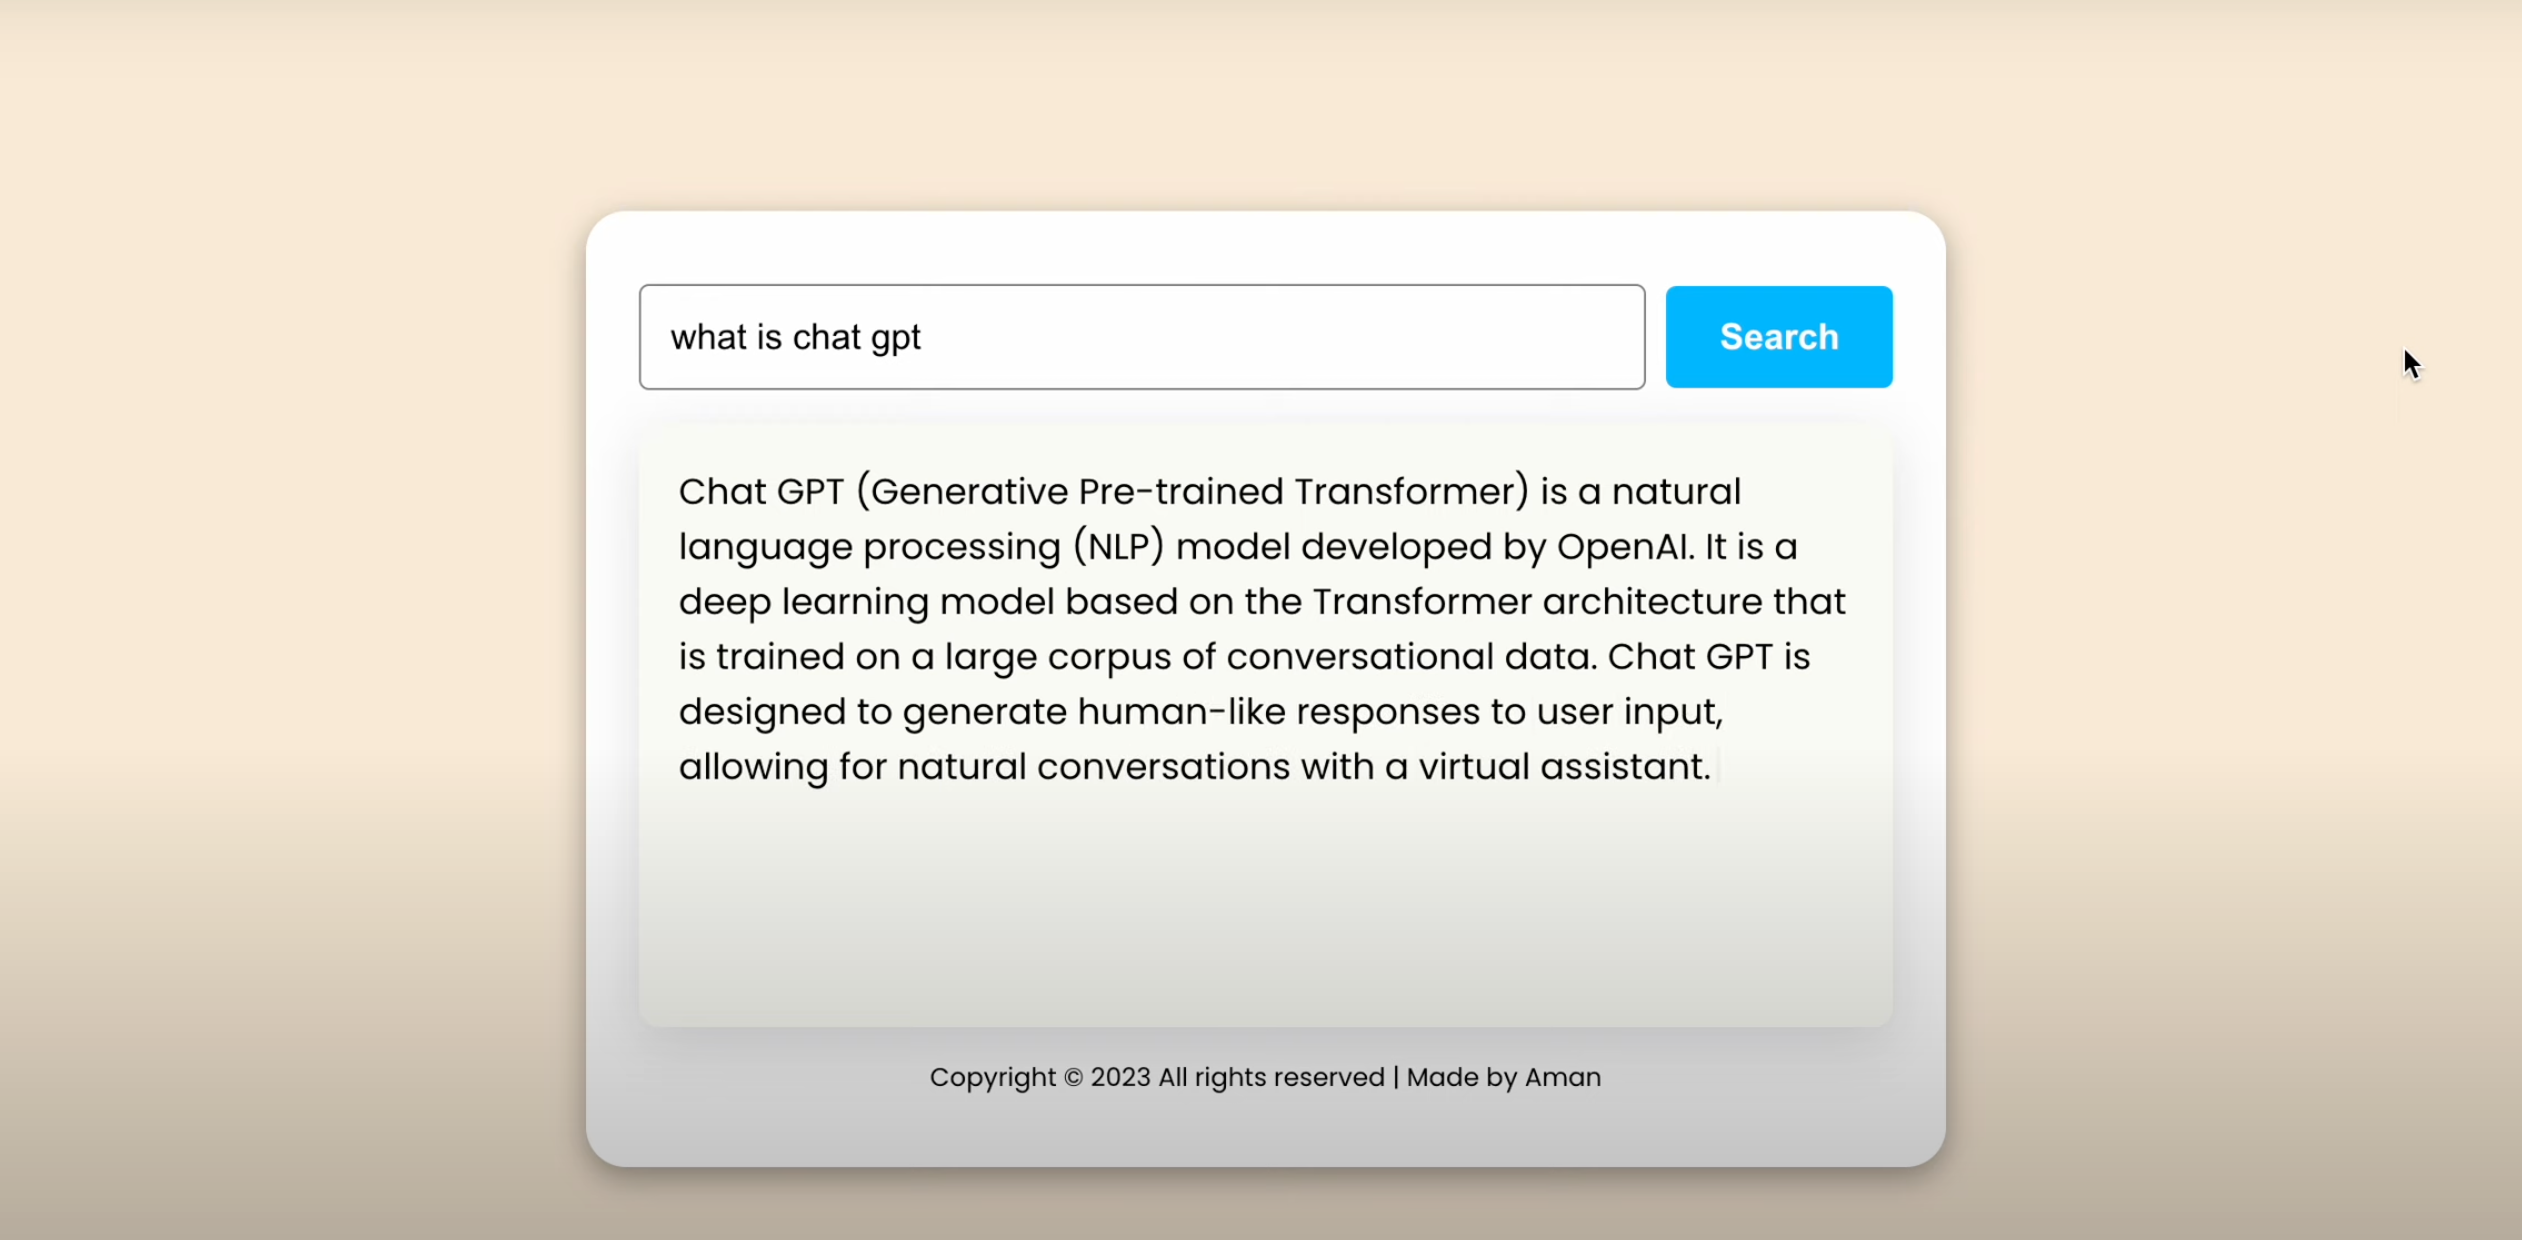 what is chat gpt
Search
Chat GPT (Generative Pre-trained Transformer) is a natural
language processing (NLP) model developed by OpenAI. It is a
deep learning model based on the Transformer architecture that
is trained on a large corpus of conversational data. Chat GPT is
designed to generate human-like responses to user input,
allowing for natural conversations with a virtual assistant.
Copyright © 2023 All rights reserved | Made by Aman